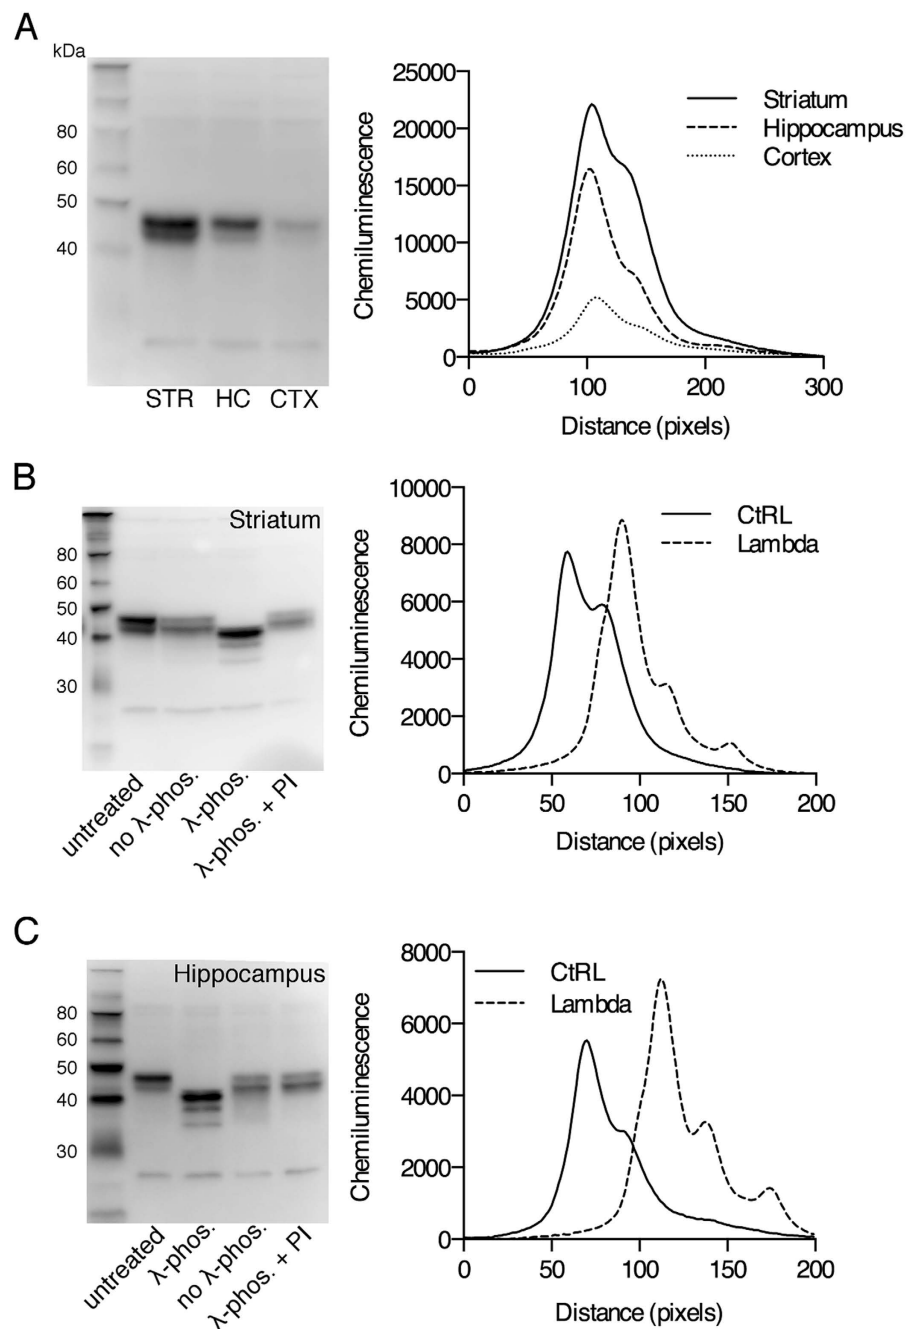 A
kDa
80
60
50
40
STR HC CTX
25000
20000
15000
10000
5000
0
Chemiluminescence
0 100 200 300
Distance (pixels)
Striatum
Hippocampus
Cortex
B
Striatum
80
60
50
40
30
untreated
no λ-phos.
λ-phos.
λ-phos. + PI
10000
8000
6000
4000
2000
0
Chemiluminescence
0 50 100 150 200
Distance (pixels)
CtRL
Lambda
C
Hippocampus
80
60
50
40
30
untreated
λ-phos.
no λ-phos.
λ-phos. + PI
8000
6000
4000
2000
0
Chemiluminescence
0 50 100 150 200
Distance (pixels)
CtRL
Lambda